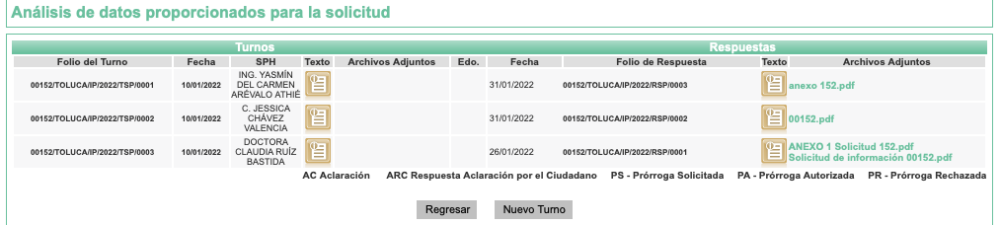 Análisis de datos proporcionados para la solicitud
Turnos Respuestas
Folio del Turno Fecha SPH Texto Archivos Adjuntos Edo. Fecha Folio de Respuesta Texto Archivos Adjuntos
00152/TOLUCA/IP/2022/TSP/0001 10/01/2022 ING. YASMÍN DEL CARMEN ARÉVALO ATHIÉ 31/01/2022 00152/TOLUCA/IP/2022/RSP/0003 anexo 152.pdf
00152/TOLUCA/IP/2022/TSP/0002 10/01/2022 C. JESSICA CHÁVEZ VALENCIA 31/01/2022 00152/TOLUCA/IP/2022/RSP/0002 00152.pdf
00152/TOLUCA/IP/2022/TSP/0003 10/01/2022 DOCTORA CLAUDIA RUÍZ BASTIDA 26/01/2022 00152/TOLUCA/IP/2022/RSP/0001 ANEXO 1 Solicitud 152.pdf
Solicitud de información 00152.pdf
AC Aclaración ARC Respuesta Aclaración por el Ciudadano PS - Prórroga Solicitada PA - Prórroga Autorizada PR - Prórroga Rechazada
Regresar Nuevo Turno